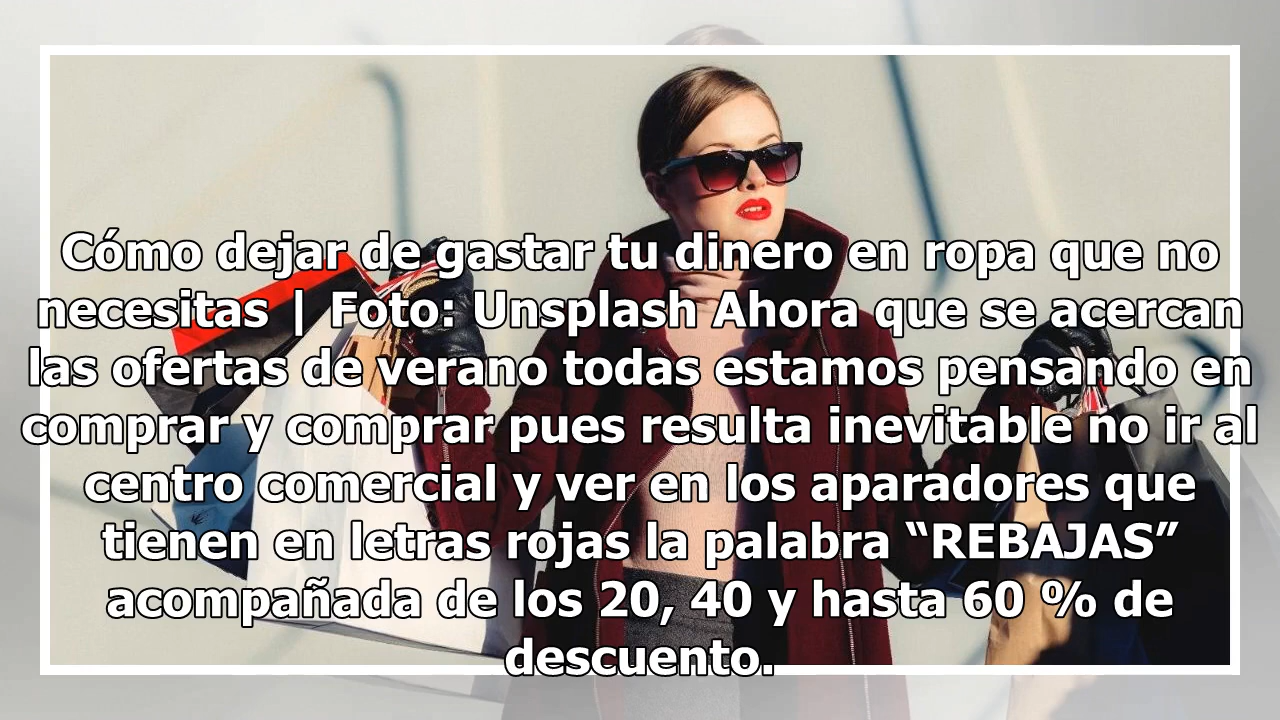 Cómo dejar de gastar tu dinero en ropa que no
necesitas | Foto: Unsplash Ahora que se acercan
las ofertas de verano todas estamos pensando en
comprar y comprar pues resulta inevitable no ir al
centro comercial y ver en los aparadores que
tienen en letras rojas la palabra “REBAJAS”
acompañada de los 20, 40 y hasta 60 % de
descuento.